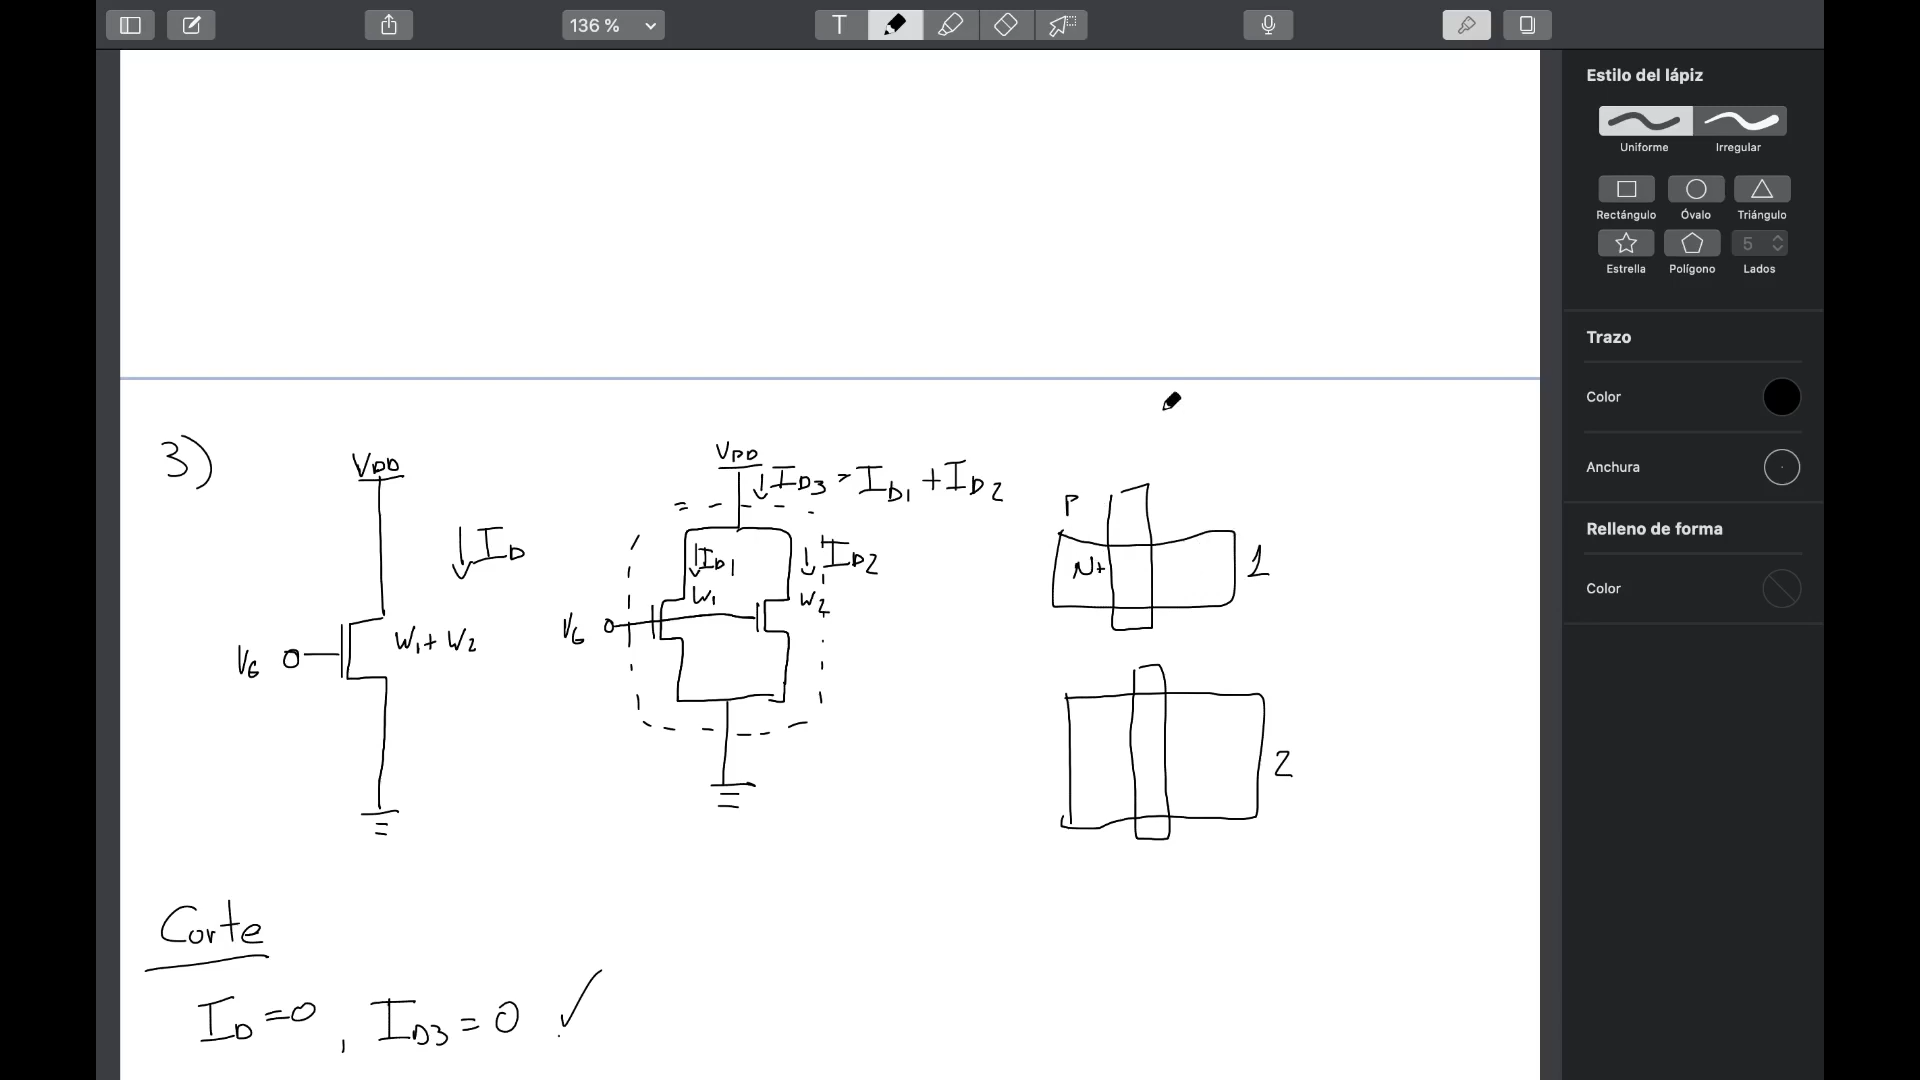 136 %
T
Estilo del lápiz
Uniforme
Irregular
Rectángulo
Óvalo
Triángulo
5
Estrella
Polígono
Lados
Trazo
Color
Anchura
Relleno de forma
Color
3)
VDD
ID
VG
W1 + W2
VDD
ID3 = ID1 + ID2
ID1
ID2
W1
W2
VG
P
N+
1
2
Corte
ID = 0, ID3 = 0 ✓